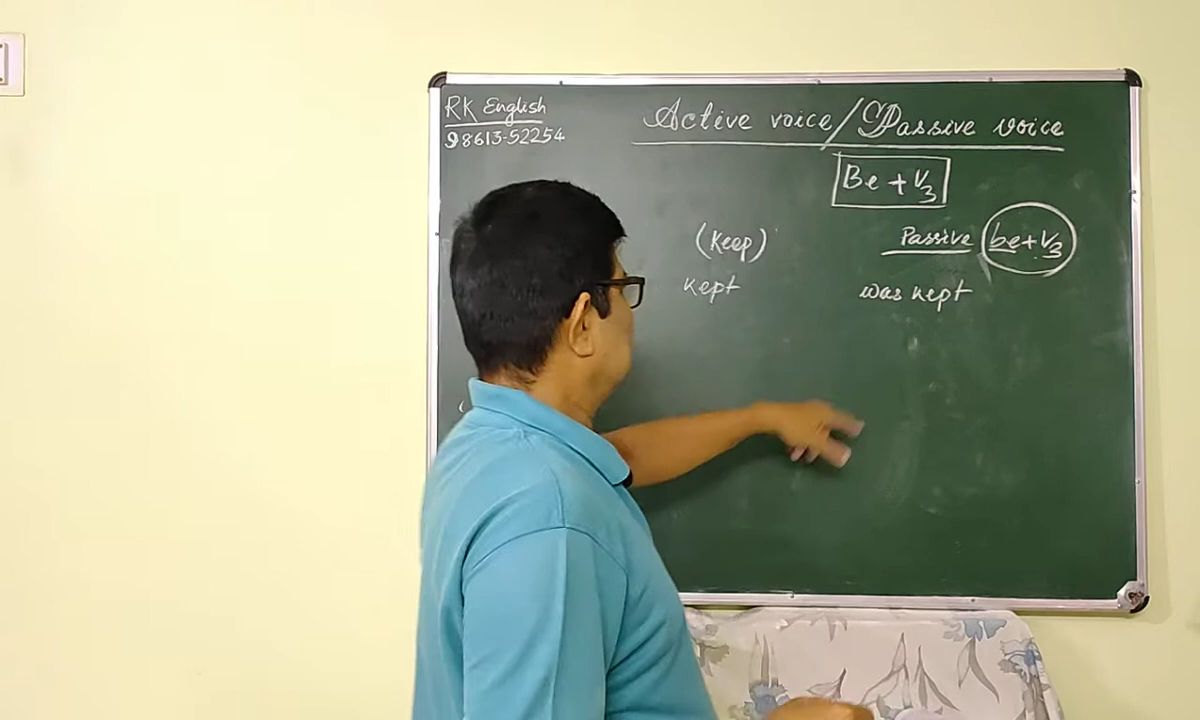 RK English
98613-52254
Active voice/Passive voice
Be + V3
(Keep)
Passive be+V3
kept
was kept